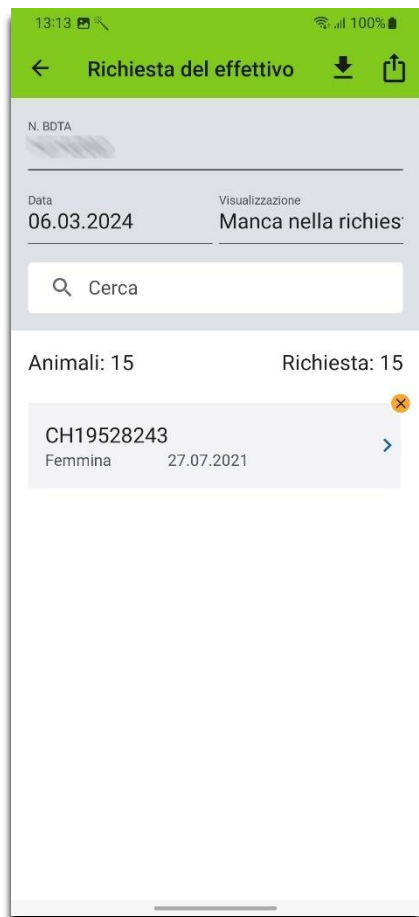 13:13 100%
Richiesta del effettivo
N. BDTA
Data Visualizzazione
06.03.2024 Manca nella richies
Cerca
Animali: 15 Richiesta: 15
CH19528243
Femmina 27.07.2021